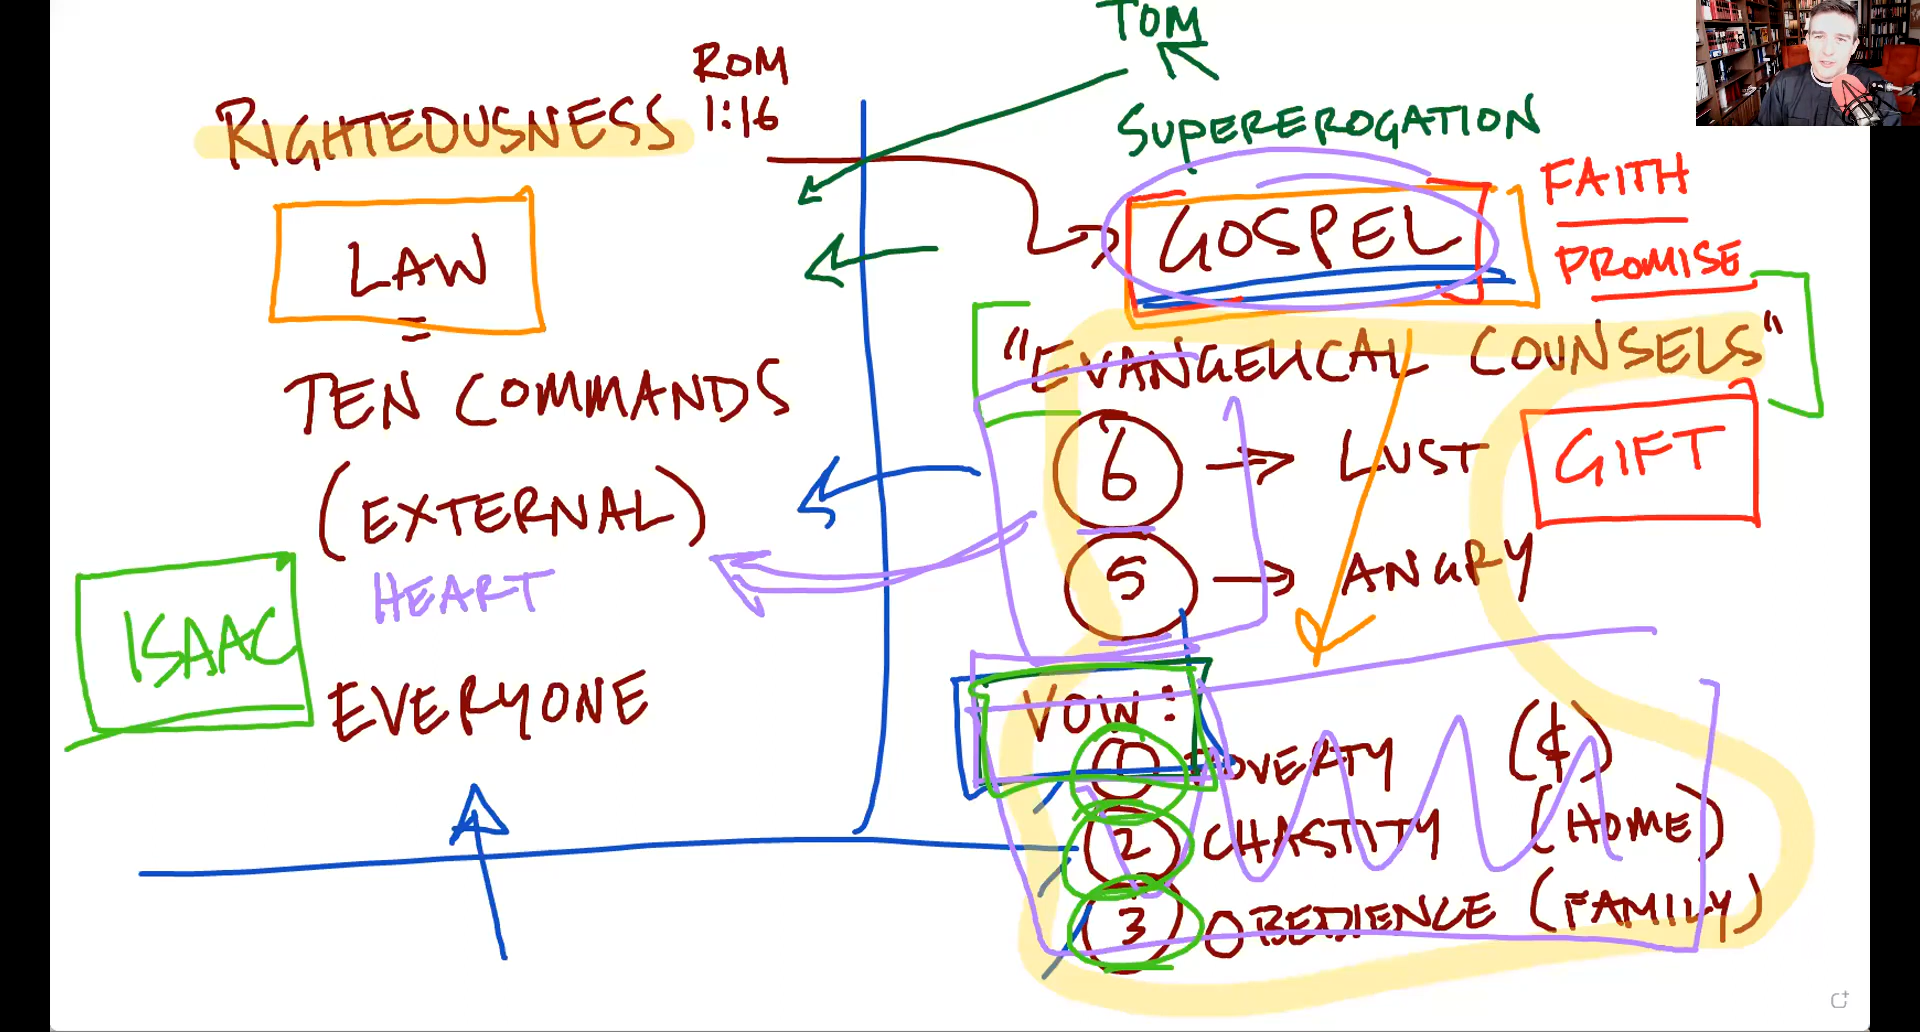 TOM
ROM
1:16
RIGHTEOUSNESS
SUPEREROGATION
LAW
GOSPEL
FAITH
PROMISE
TEN COMMANDS
"EVANGELICAL COUNSELS"
(EXTERNAL)
HEART
6 → LUST
GIFT
5 → ANGRY
ISAAC
EVERYONE
VOW:
1 POVERTY (¢)
2 CHASTITY (HOME)
3 OBEDIENCE (FAMILY)